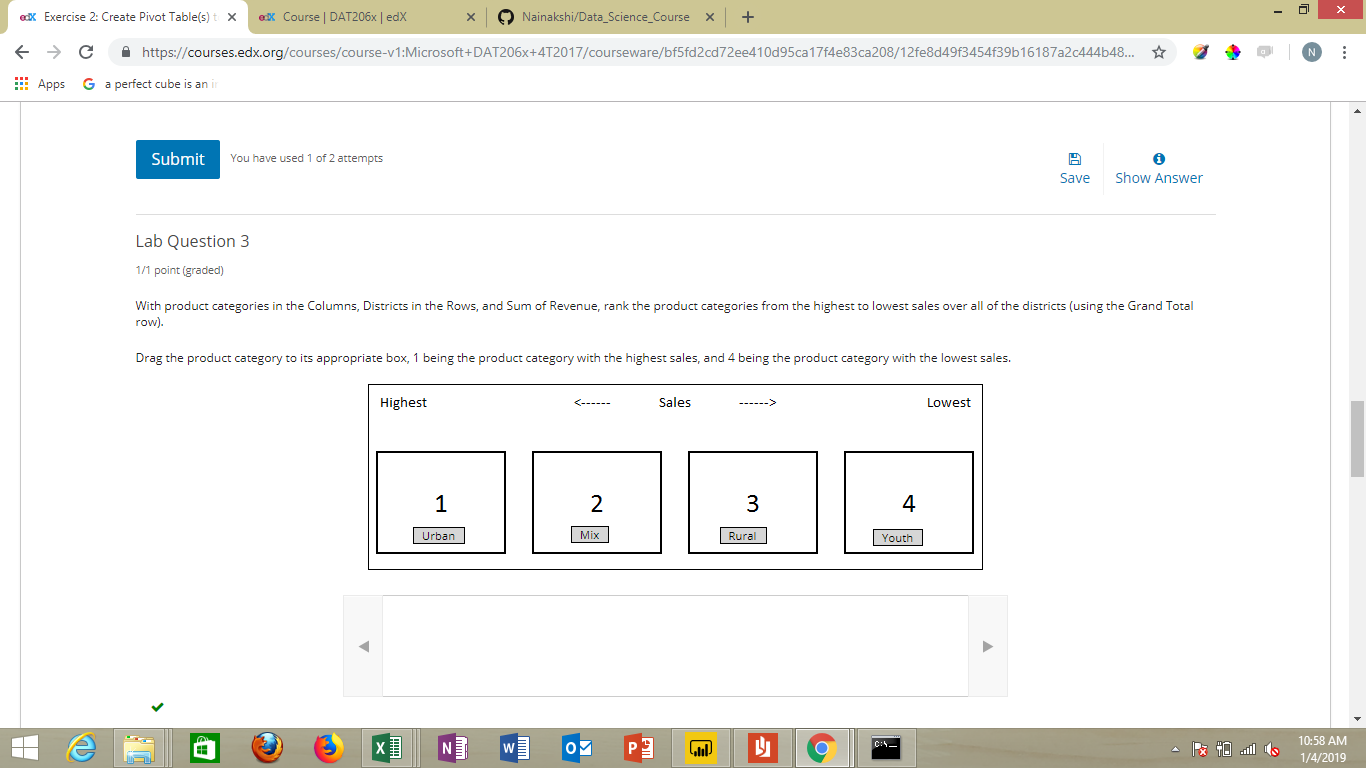 Exercise 2: Create Pivot Table(s) t
Course | DAT206x | edX
Nainakshi/Data_Science_Course
https://courses.edx.org/courses/course-v1:Microsoft+DAT206x+4T2017/courseware/bf5fd2cd72ee410d95ca17f4e83ca208/12fe8d49f3454f39b16187a2c444b48...
N
Apps
a perfect cube is an i
Submit
You have used 1 of 2 attempts
Save
Show Answer
Lab Question 3
1/1 point (graded)
With product categories in the Columns, Districts in the Rows, and Sum of Revenue, rank the product categories from the highest to lowest sales over all of the districts (using the Grand Total
row).
Drag the product category to its appropriate box, 1 being the product category with the highest sales, and 4 being the product category with the lowest sales.
Highest <------ Sales ------> Lowest
1 2 3 4
Urban Mix Rural Youth
10:58 AM
1/4/2019